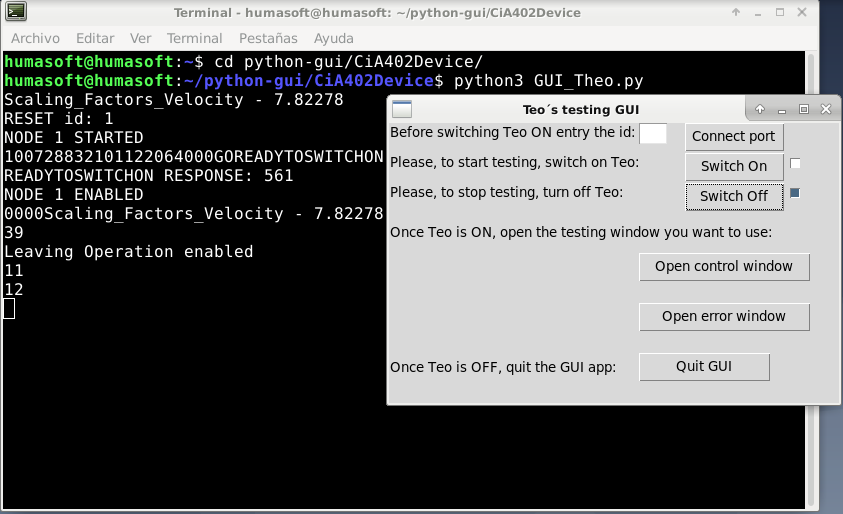 Terminal - humasoft@humasoft: ~/python-gui/CiA402Device
Archivo Editar Ver Terminal Pestañas Ayuda
humasoft@humasoft:~$ cd python-gui/CiA402Device/
humasoft@humasoft:~/python-gui/CiA402Device$ python3 GUI_Theo.py
Scaling_Factors_Velocity - 7.82278
RESET id: 1
NODE 1 STARTED
100728832101122064000GOREADYTOSWITCHON
READYTOSWITCHON RESPONSE: 561
NODE 1 ENABLED
0000Scaling_Factors_Velocity - 7.82278
39
Leaving Operation enabled
11
12
Teo´s testing GUI
Before switching Teo ON entry the id: Connect port
Please, to start testing, switch on Teo: Switch On
Please, to stop testing, turn off Teo: Switch Off
Once Teo is ON, open the testing window you want to use:
Open control window
Open error window
Once Teo is OFF, quit the GUI app: Quit GUI